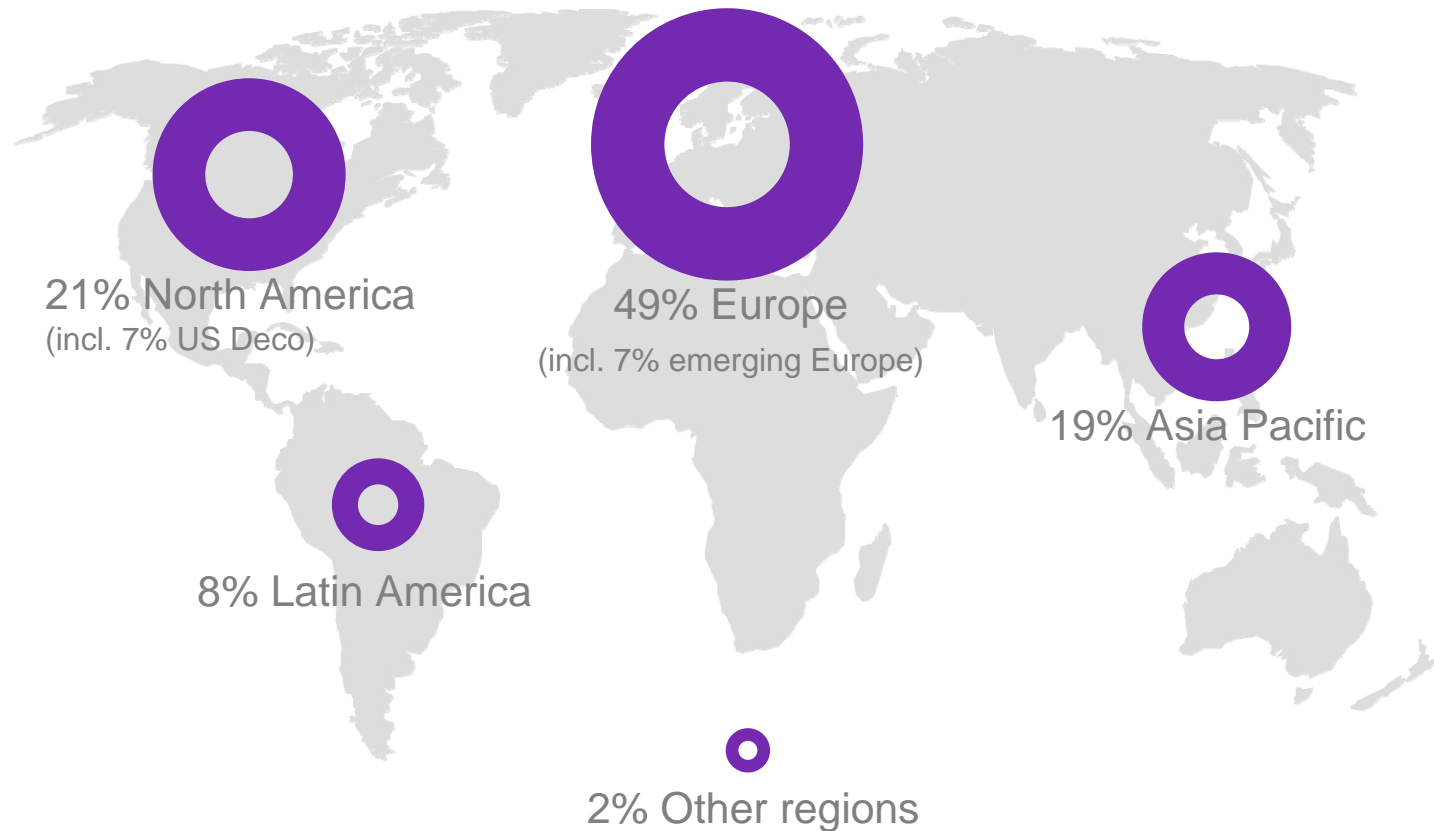 21% North America
(incl. 7% US Deco)
49% Europe
(incl. 7% emerging Europe)
19% Asia Pacific
8% Latin America
2% Other regions